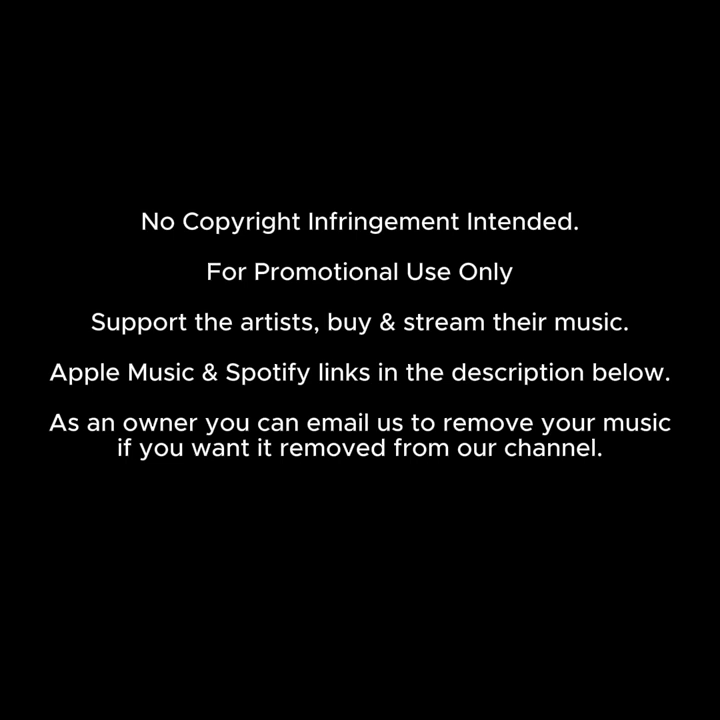 No Copyright Infringement Intended.
For Promotional Use Only
Support the artists, buy & stream their music.
Apple Music & Spotify links in the description below.
As an owner you can email us to remove your music
if you want it removed from our channel.